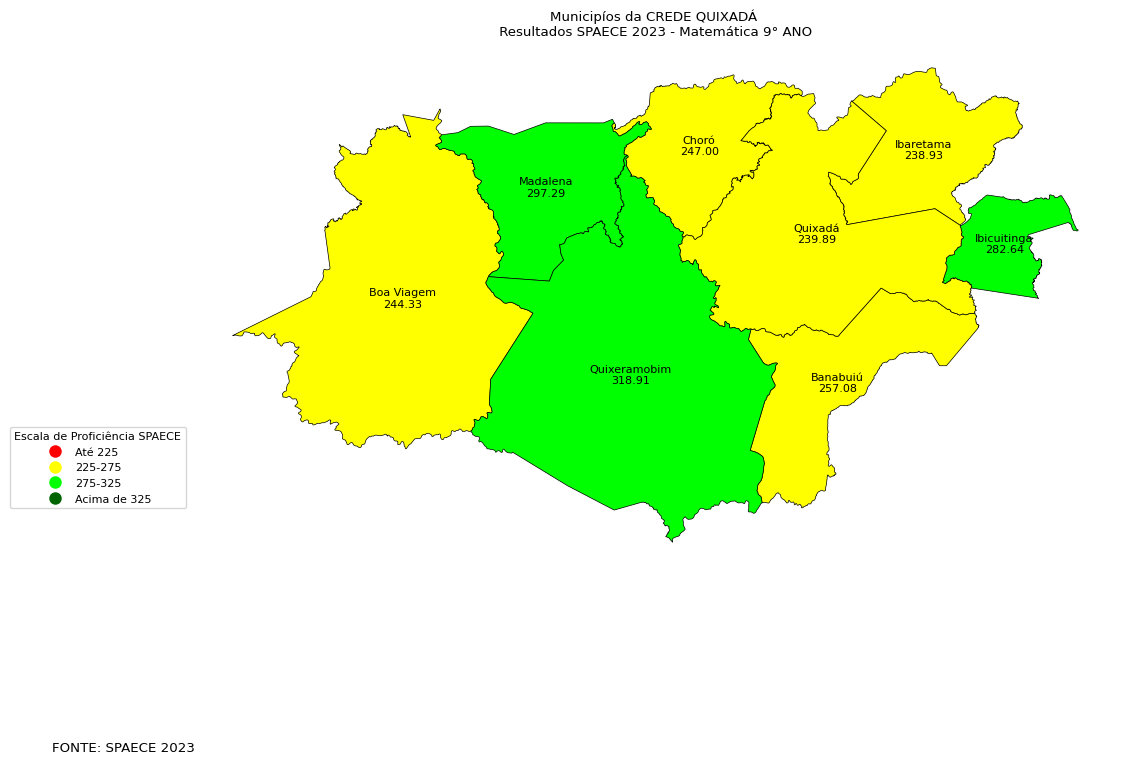 Municipíos da CREDE QUIXADÁ
Resultados SPAECE 2023 - Matemática 9° ANO
Choró
247.00
Ibaretama
238.93
Madalena
297.29
Quixadá
239.89
Ibicuitinga
282.64
Boa Viagem
244.33
Quixeramobim
318.91
Banabuiú
257.08
Escala de Proficiência SPAECE
Até 225
225-275
275-325
Acima de 325
FONTE: SPAECE 2023